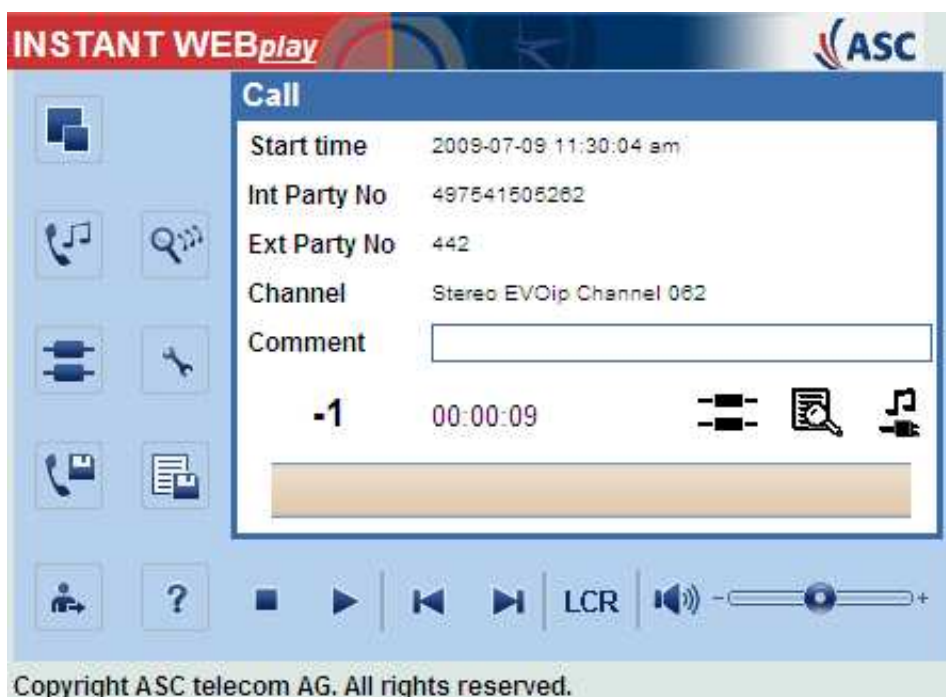 INSTANT WEBplay
ASC
Call
Start time 2009-07-09 11:30:04 am
Int Party No 497541505262
Ext Party No 442
Channel Stereo EVOip Channel 062
Comment
-1 00:00:09
?
LCR
- +
Copyright ASC telecom AG. All rights reserved.